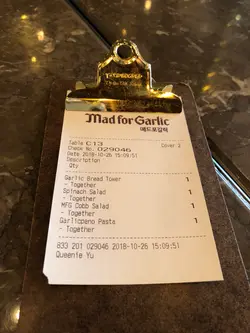 Mad for Garlic
매드포갈릭
Table C13
Check No. 029046 Cover 2
Date 2018-10-26 15:09:51
Description
Qty
Garlic Bread Tower 1
- Together
Spinach Salad 1
- Together
MFG Cobb Salad 1
- Together
Garlicpeno Pasta 1
- Together
833 201 029046 2018-10-26 15:09:51
Queenie Yu